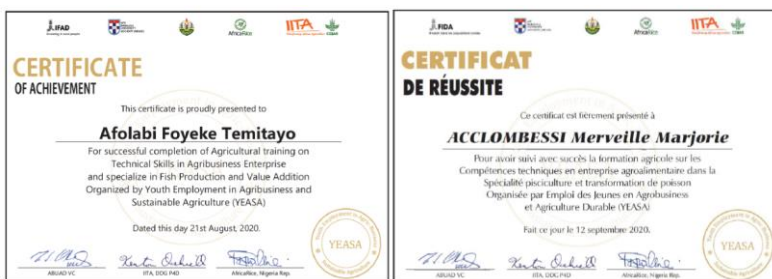 IFAD
AfricaRice
IITA
CGIAR
CERTIFICATE
OF ACHIEVEMENT
This certificate is proudly presented to
Afolabi Foyeke Temitayo
For successful completion of Agricultural training on
Technical Skills in Agribusiness Enterprise
and specialize in Fish Production and Value Addition
Organized by Youth Employment in Agribusiness and
Sustainable Agriculture (YEASA)
Dated this day 21st August, 2020.
ABUAD VC
IITA, DDG P4D
AfricaRice, Nigeria Rep.
YEASA
FIDA
AfricaRice
IITA
CGIAR
CERTIFICAT
DE RÉUSSITE
Ce certificat est fièrement présenté à
ACCLOMBESSI Merveille Marjorie
Pour avoir suivi avec succès la formation agricole sur les
Compétences techniques en entreprise agroalimentaire dans la
Spécialité pisciculture et transformation de poisson
Organisée par Emploi des Jeunes en Agrobusiness
et Agriculture Durable (YEASA)
Fait ce jour le 12 septembre 2020.
ABUAD VC
IITA, DDG P4D
AfricaRice, Nigeria Rep.
YEASA